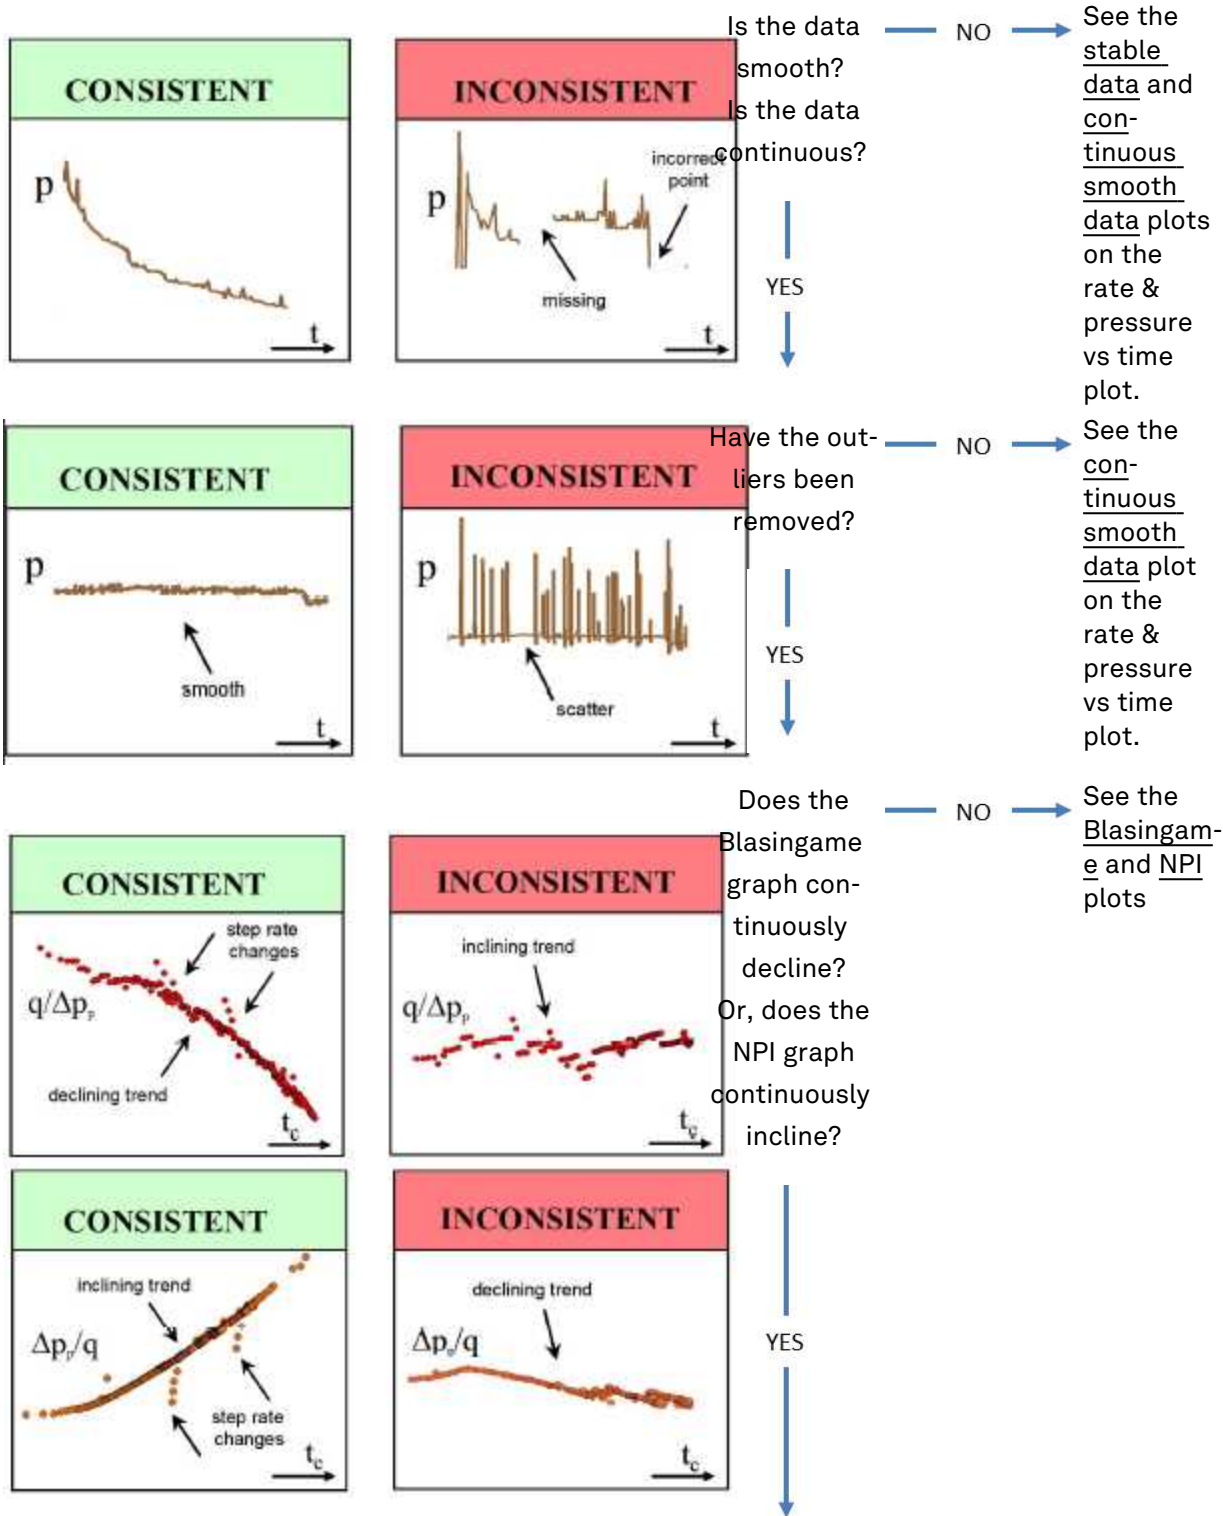 CONSISTENT
p
t
INCONSISTENT
p
incorrect
point
missing
t
Is the data
smooth?
Is the data
continuous?
NO
See the
stable
data and
con-
tinuous
smooth
data plots
on the
rate &
pressure
vs time
plot.
YES
CONSISTENT
p
smooth
t
INCONSISTENT
p
scatter
t
Have the out-
liers been
removed?
NO
See the
con-
tinuous
smooth
data plot
on the
rate &
pressure
vs time
plot.
YES
CONSISTENT
step rate
changes
q/Δpₚ
declining trend
t_c
INCONSISTENT
inclining trend
q/Δpₚ
t_c
Does the
Blasingame
graph con-
tinuously
decline?
Or, does the
NPI graph
continuously
incline?
NO
See the
Blasingam-
e and NPI
plots
CONSISTENT
inclining trend
Δpₚ/q
step rate
changes
t_c
INCONSISTENT
declining trend
Δpₚ/q
t_c
YES